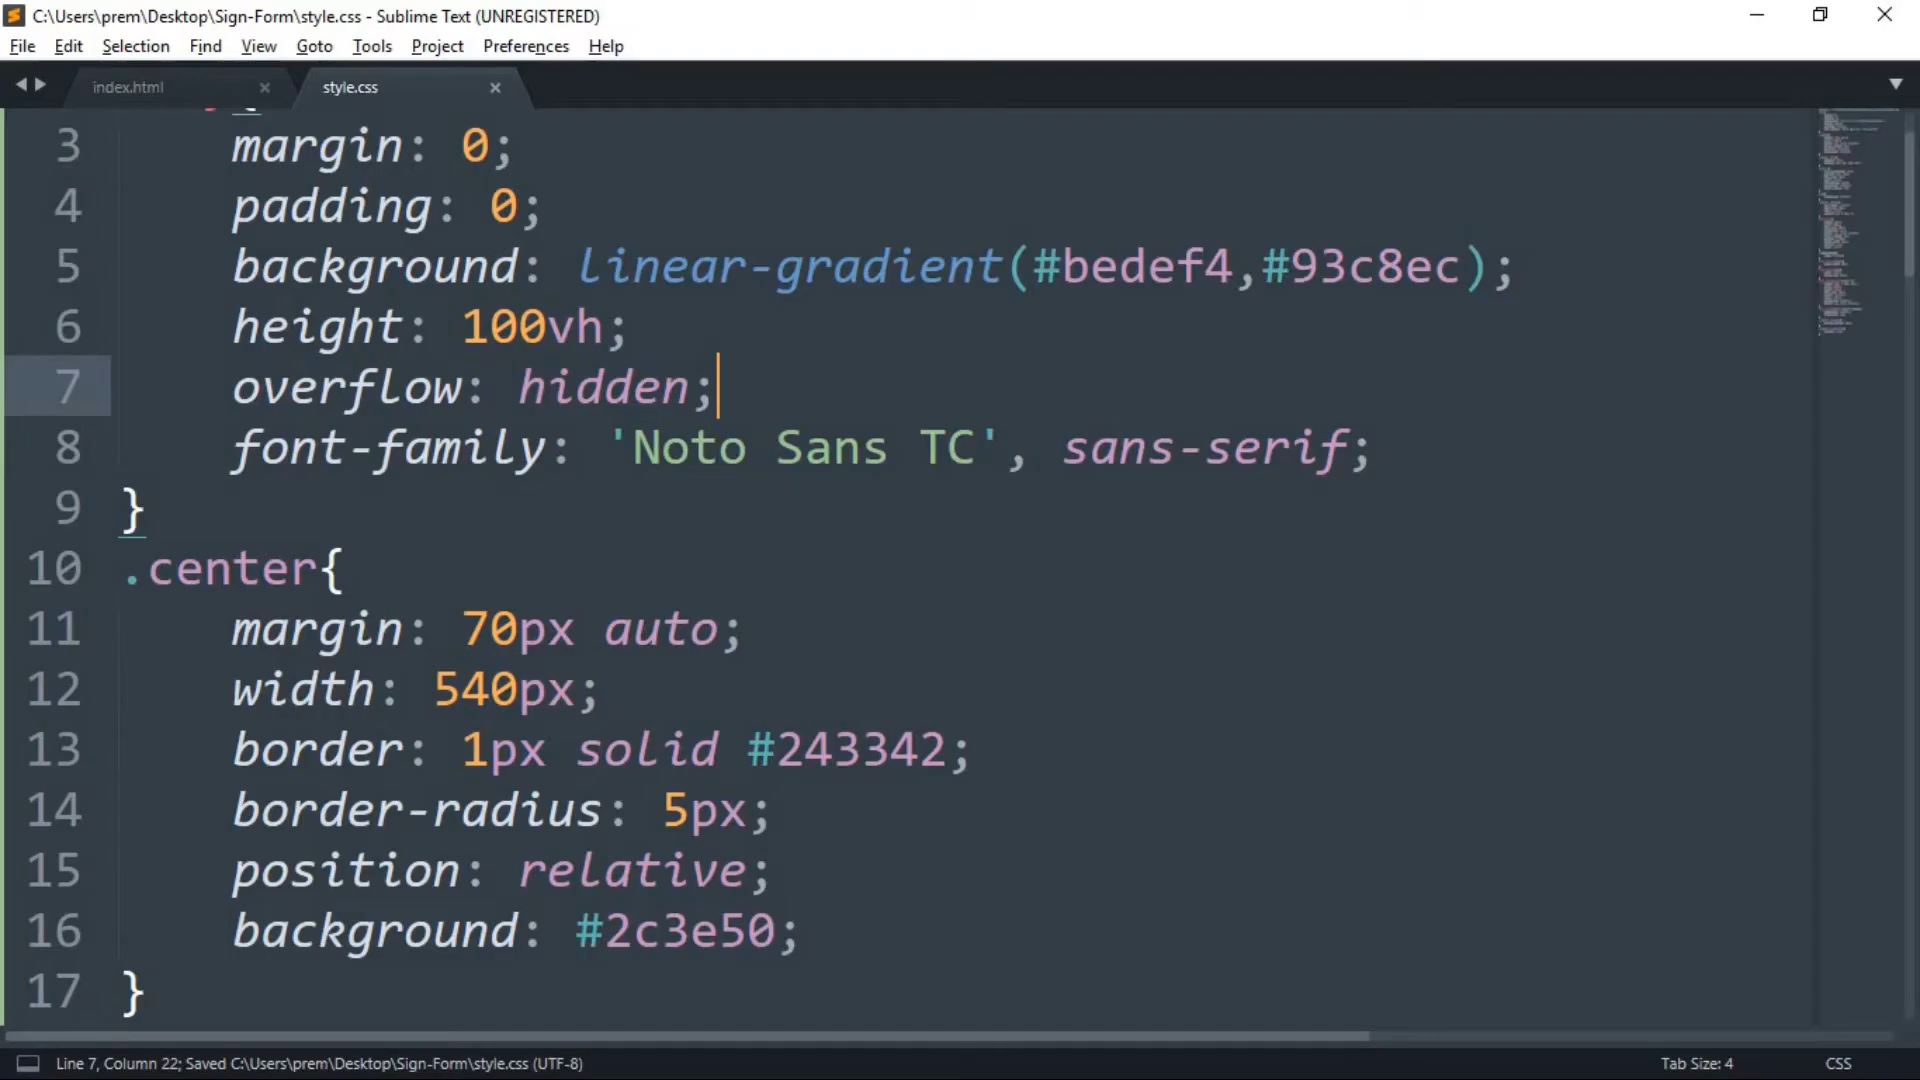 C:\Users\prem\Desktop\Sign-Form\style.css - Sublime Text (UNREGISTERED)
File Edit Selection Find View Goto Tools Project Preferences Help
index.html style.css
3 margin: 0;
4 padding: 0;
5 background: linear-gradient(#bedef4,#93c8ec);
6 height: 100vh;
7 overflow: hidden;
8 font-family: 'Noto Sans TC', sans-serif;
9 }
10 .center{
11 margin: 70px auto;
12 width: 540px;
13 border: 1px solid #243342;
14 border-radius: 5px;
15 position: relative;
16 background: #2c3e50;
17 }
Line 7, Column 22; Saved C:\Users\prem\Desktop\Sign-Form\style.css (UTF-8) Tab Size: 4 CSS